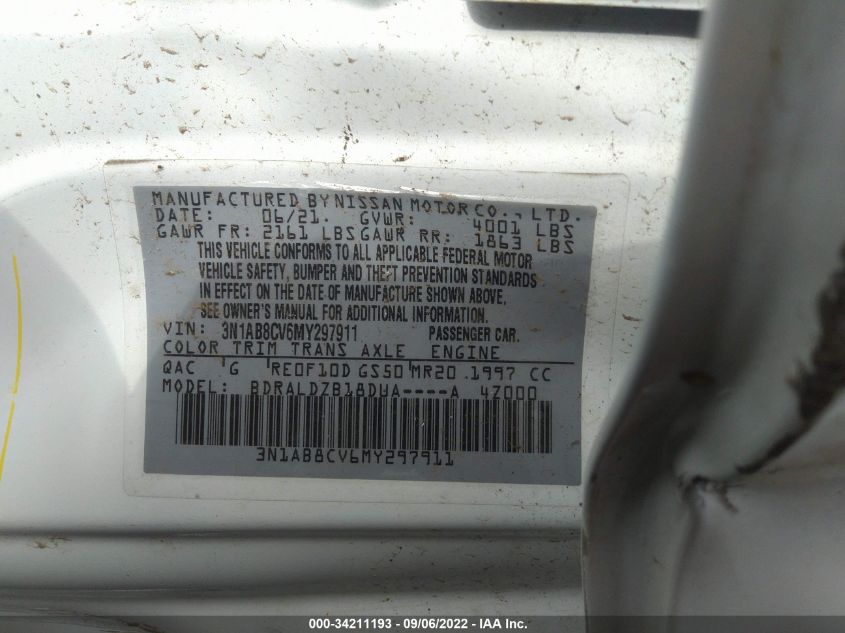 MANUFACTURED BY NISSAN MOTOR CO., LTD.
DATE: 06/21. GVWR: 4001 LBS
GAWR FR: 2161 LBS GAWR RR: 1863 LBS
THIS VEHICLE CONFORMS TO ALL APPLICABLE FEDERAL MOTOR
VEHICLE SAFETY, BUMPER AND THEFT PREVENTION STANDARDS
IN EFFECT ON THE DATE OF MANUFACTURE SHOWN ABOVE.
SEE OWNER'S MANUAL FOR ADDITIONAL INFORMATION.
VIN: 3N1AB8CV6MY297911 PASSENGER CAR.
COLOR TRIM TRANS AXLE ENGINE
QAC G RE0F10D GS50 MR20 1997 CC
MODEL: BDRALDZB18DUA----A 4Z000
3N1AB8CV6MY297911
000-34211193 - 09/06/2022 - IAA Inc.